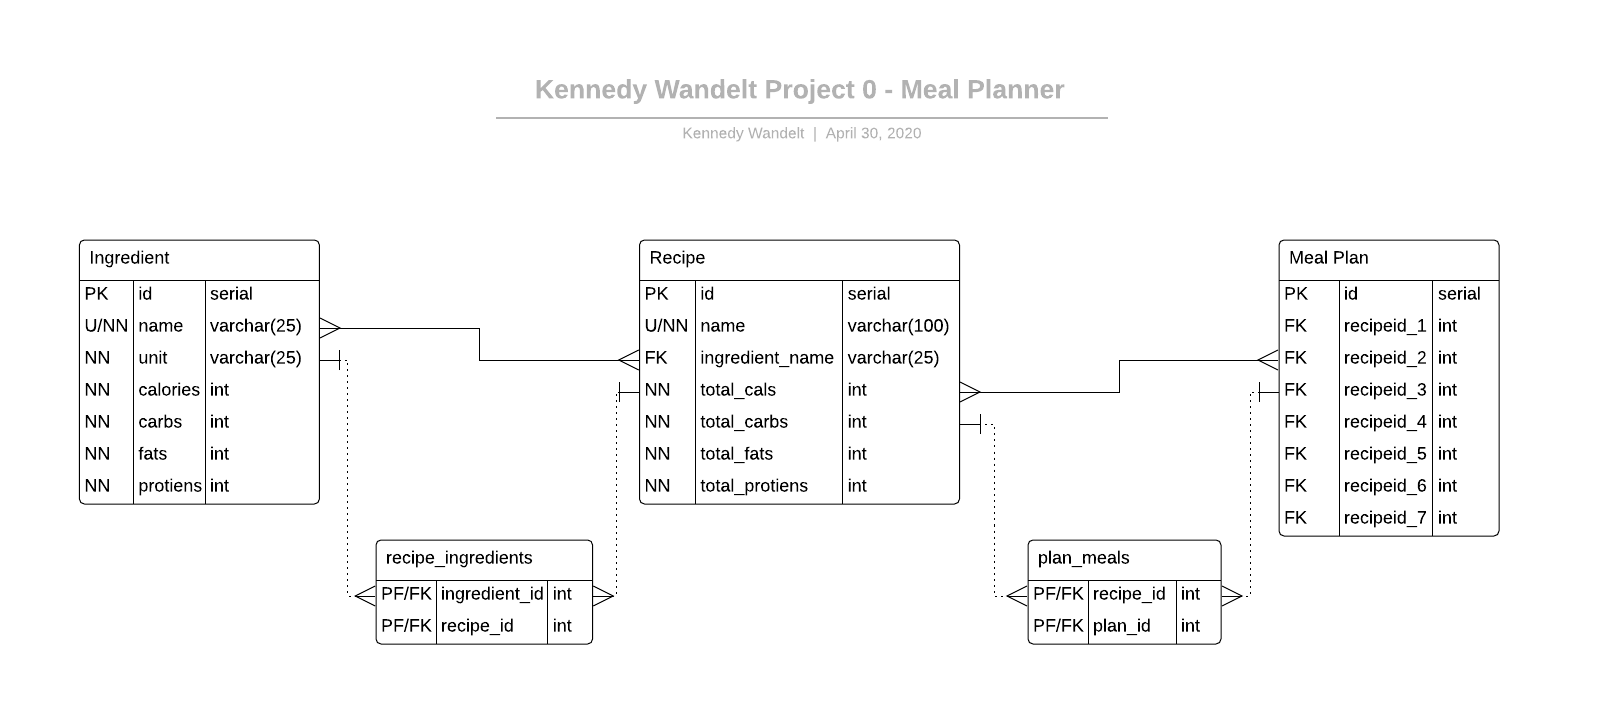 Kennedy Wandelt Project 0 - Meal Planner
Kennedy Wandelt | April 30, 2020
Ingredient
PK id serial
U/NN name varchar(25)
NN unit varchar(25)
NN calories int
NN carbs int
NN fats int
NN protiens int
Recipe
PK id serial
U/NN name varchar(100)
FK ingredient_name varchar(25)
NN total_cals int
NN total_carbs int
NN total_fats int
NN total_protiens int
Meal Plan
PK id serial
FK recipeid_1 int
FK recipeid_2 int
FK recipeid_3 int
FK recipeid_4 int
FK recipeid_5 int
FK recipeid_6 int
FK recipeid_7 int
recipe_ingredients
PF/FK ingredient_id int
PF/FK recipe_id int
plan_meals
PF/FK recipe_id int
PF/FK plan_id int